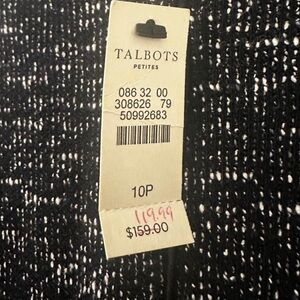 TALBOTS
PETITES
086 32 00
308626 79
50992683
10P
119.99
$159.00